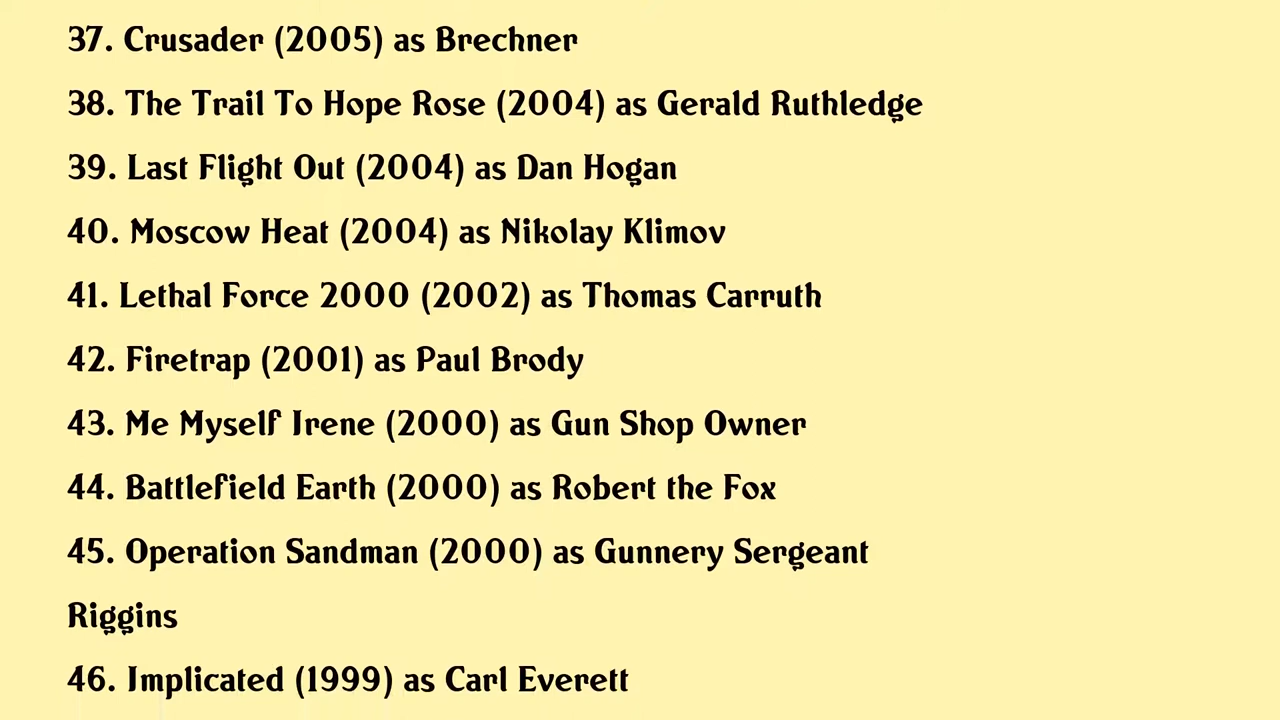 37. Crusader (2005) as Brechner
38. The Trail To Hope Rose (2004) as Gerald Ruthledge
39. Last Flight Out (2004) as Dan Hogan
40. Moscow Heat (2004) as Nikolay Klimov
41. Lethal Force 2000 (2002) as Thomas Carruth
42. Firetrap (2001) as Paul Brody
43. Me Myself Irene (2000) as Gun Shop Owner
44. Battlefield Earth (2000) as Robert the Fox
45. Operation Sandman (2000) as Gunnery Sergeant
Riggins
46. Implicated (1999) as Carl Everett